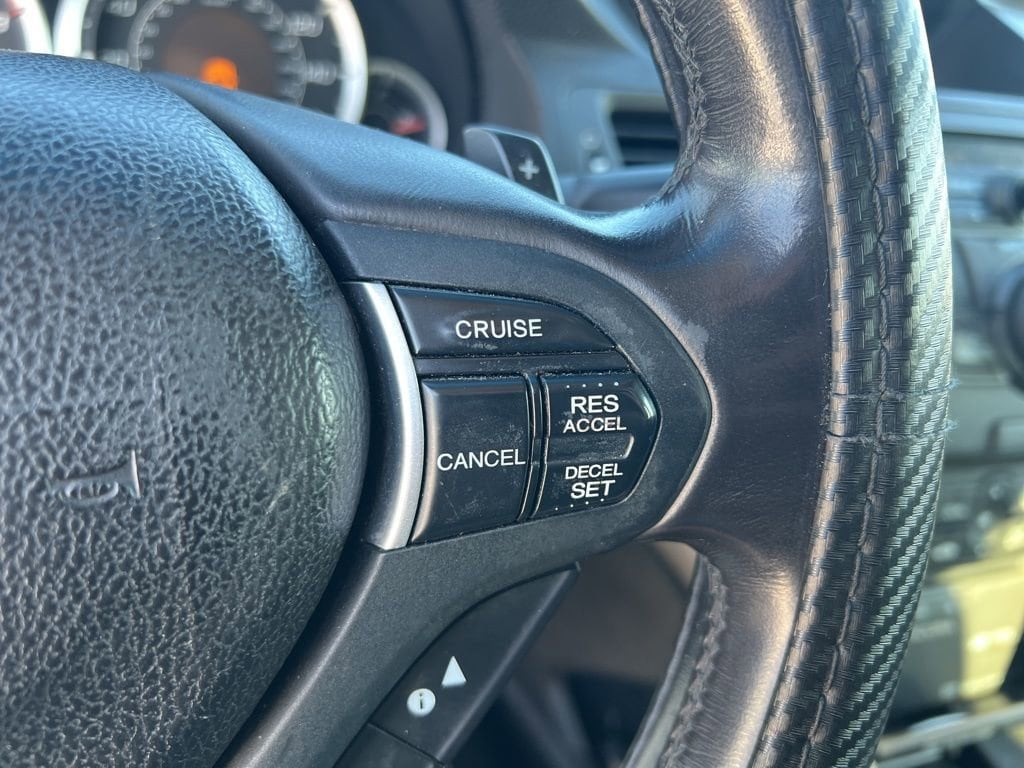 CRUISE
CANCEL
RES
ACCEL
DECEL
SET
+
i